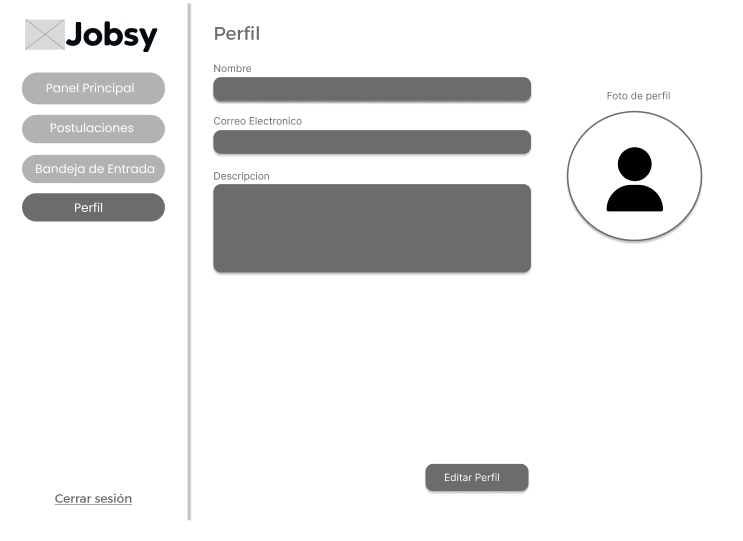 Jobsy
Panel Principal
Postulaciones
Bandeja de Entrada
Perfil
Cerrar sesión
Perfil
Nombre
Correo Electronico
Descripcion
Foto de perfil
Editar Perfil